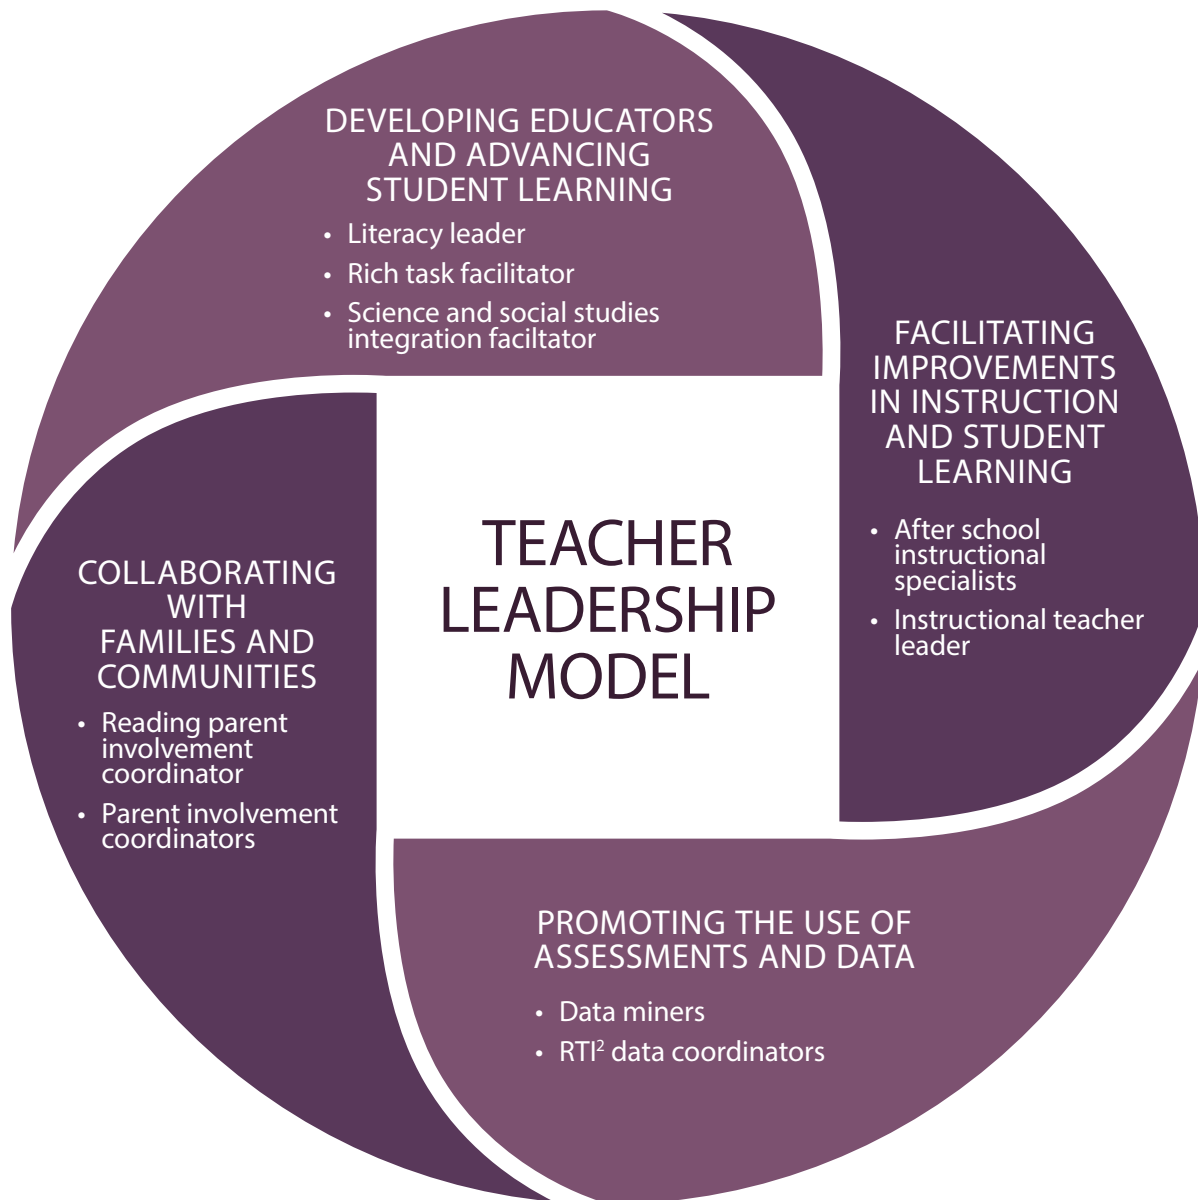 DEVELOPING EDUCATORS
AND ADVANCING
STUDENT LEARNING
• Literacy leader
• Rich task facilitator
• Science and social studies
integration faciltator
FACILITATING
IMPROVEMENTS
IN INSTRUCTION
AND STUDENT
LEARNING
• After school
instructional
specialists
• Instructional teacher
leader
TEACHER
LEADERSHIP
MODEL
COLLABORATING
WITH
FAMILIES AND
COMMUNITIES
• Reading parent
involvement
coordinator
• Parent involvement
coordinators
PROMOTING THE USE OF
ASSESSMENTS AND DATA
• Data miners
• RTI² data coordinators